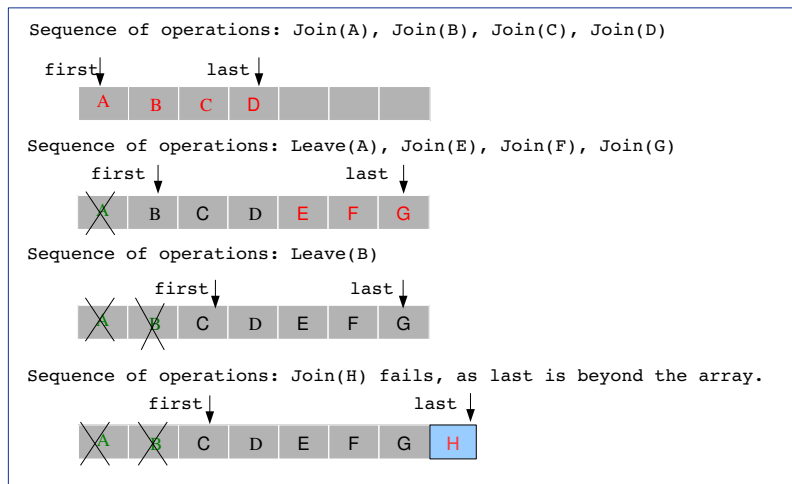 Sequence of operations: Join(A), Join(B), Join(C), Join(D)
first last
A B C D
Sequence of operations: Leave(A), Join(E), Join(F), Join(G)
first last
A B C D E F G
Sequence of operations: Leave(B)
first last
A B C D E F G
Sequence of operations: Join(H) fails, as last is beyond the array.
first last
A B C D E F G H